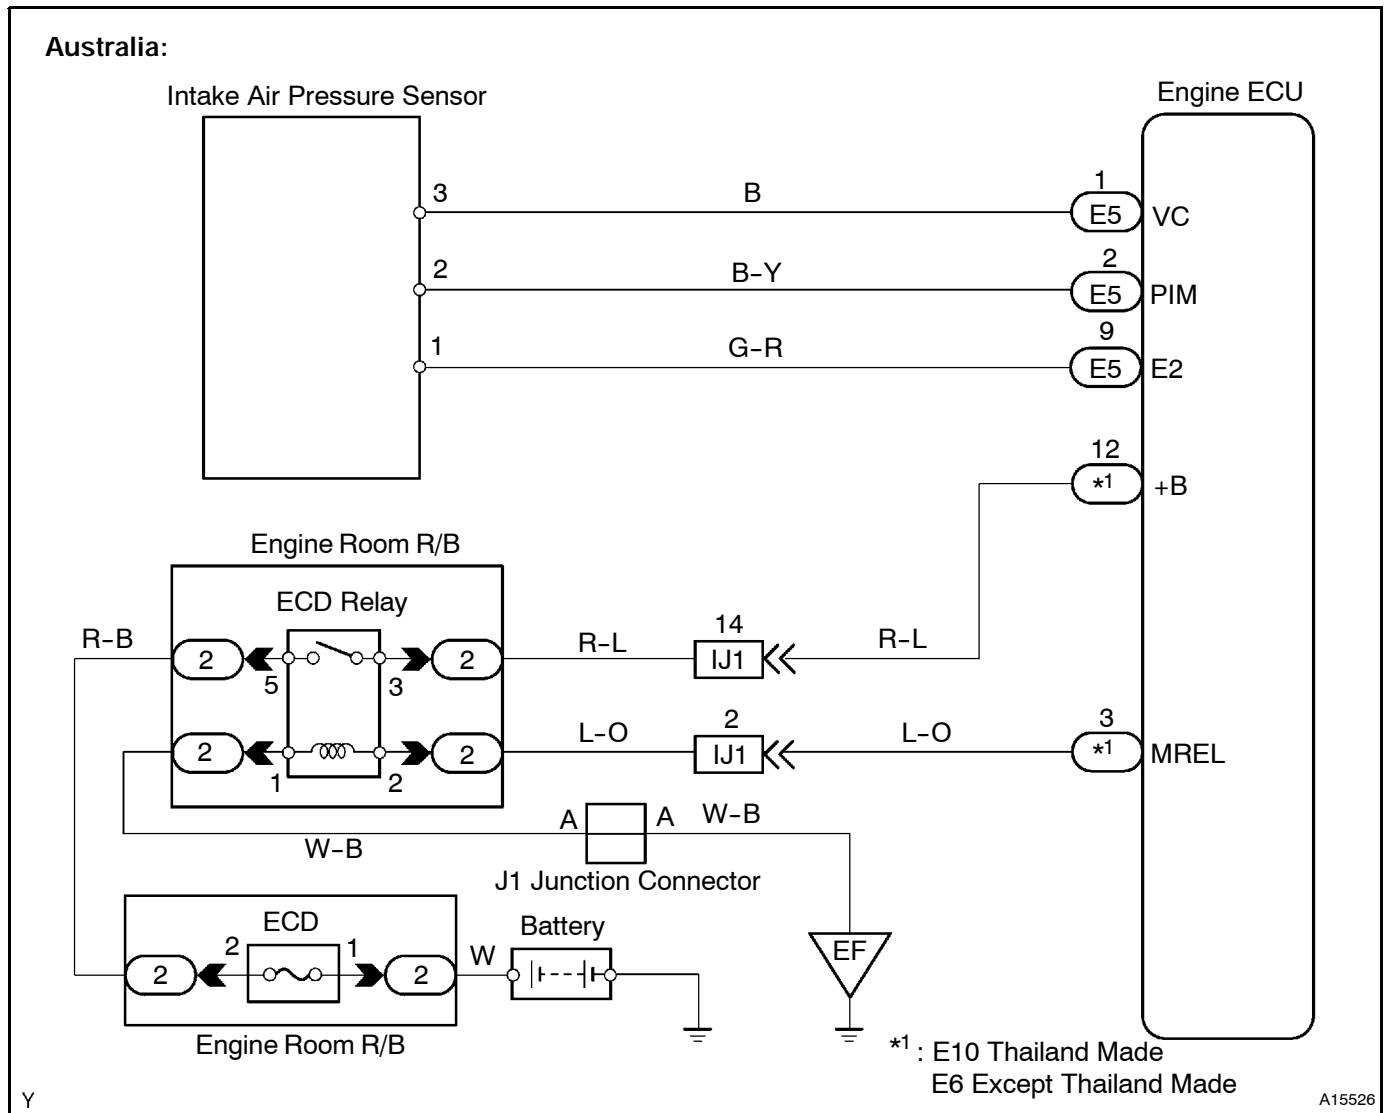 Australia:
Intake Air Pressure Sensor
Engine ECU
3
B
1
E5
VC
2
B-Y
2
E5
PIM
1
G-R
9
E5
E2
12
*1
+B
Engine Room R/B
ECD Relay
R-B
2
5
3
2
R-L
14
IJ1
R-L
2
1
2
2
L-O
2
IJ1
L-O
3
*1
MREL
W-B
A
A
W-B
J1 Junction Connector
ECD
2
2
1
2
W
Battery
EF
Engine Room R/B
*1 : E10 Thailand Made
E6 Except Thailand Made
Y
A15526